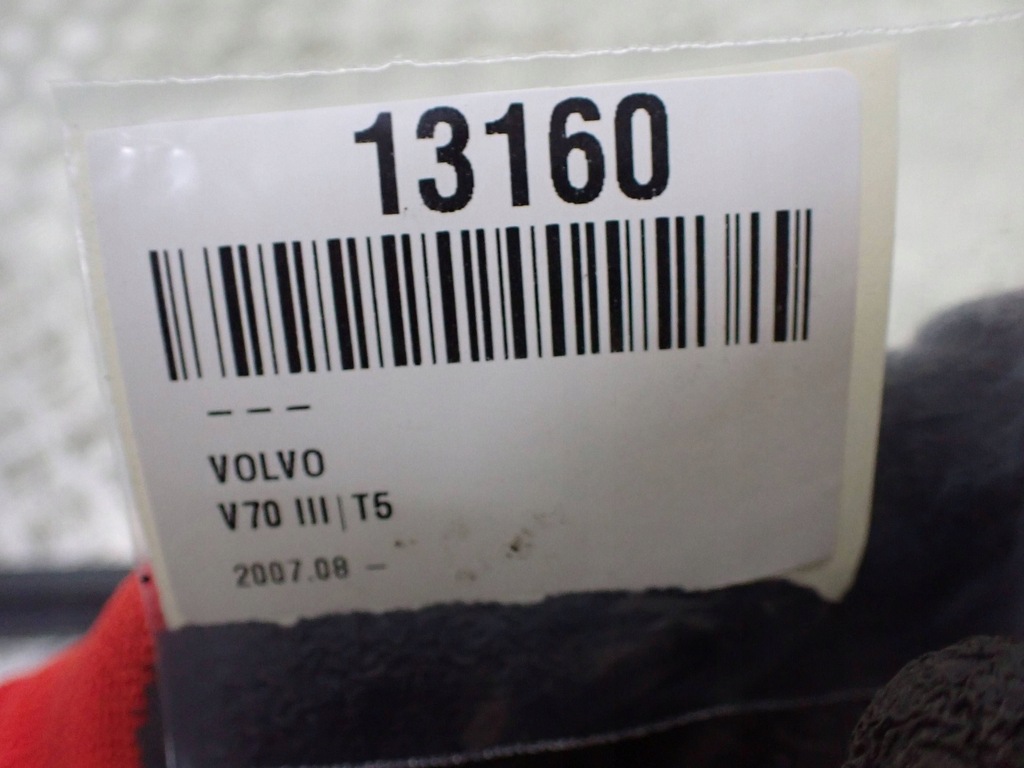 13160
– – –
VOLVO
V70 III | T5
2007.08 –